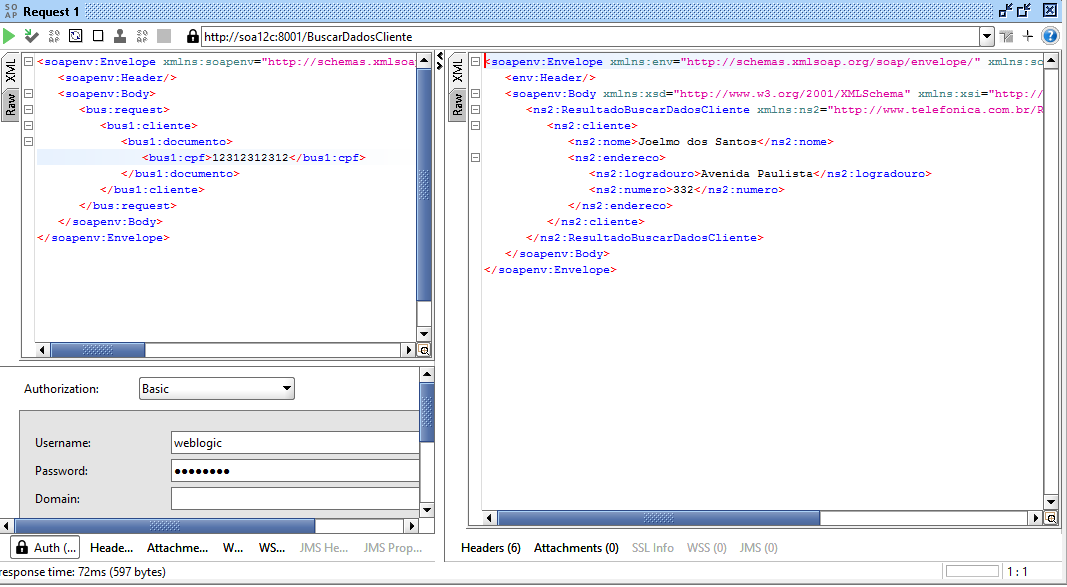 SO AP Request 1
SO AP SO AP http://soa12c:8001/BuscarDadosCliente ?
XML
Raw
<soapenv:Envelope xmlns:soapenv="http://schemas.xmlsoa
<soapenv:Header/>
<soapenv:Body>
<bus:request>
<bus1:cliente>
<bus1:documento>
<bus1:cpf>12312312312</bus1:cpf>
</bus1:documento>
</bus1:cliente>
</bus:request>
</soapenv:Body>
</soapenv:Envelope>
XML
Raw
<soapenv:Envelope xmlns:env="http://schemas.xmlsoap.org/soap/envelope/" xmlns:so
<env:Header/>
<soapenv:Body xmlns:xsd="http://www.w3.org/2001/XMLSchema" xmlns:xsi="http:/
<ns2:ResultadoBuscarDadosCliente xmlns:ns2="http://www.telefonica.com.br/R
<ns2:cliente>
<ns2:nome>Joelmo dos Santos</ns2:nome>
<ns2:endereco>
<ns2:logradouro>Avenida Paulista</ns2:logradouro>
<ns2:numero>332</ns2:numero>
</ns2:endereco>
</ns2:cliente>
</ns2:ResultadoBuscarDadosCliente>
</soapenv:Body>
</soapenv:Envelope>
Authorization: Basic
Username: weblogic
Password: ●●●●●●●●
Domain:
Auth (... Heade... Attachme... W... WS... JMS He... JMS Prop...
Headers (6) Attachments (0) SSL Info WSS (0) JMS (0)
response time: 72ms (597 bytes)
1 : 1